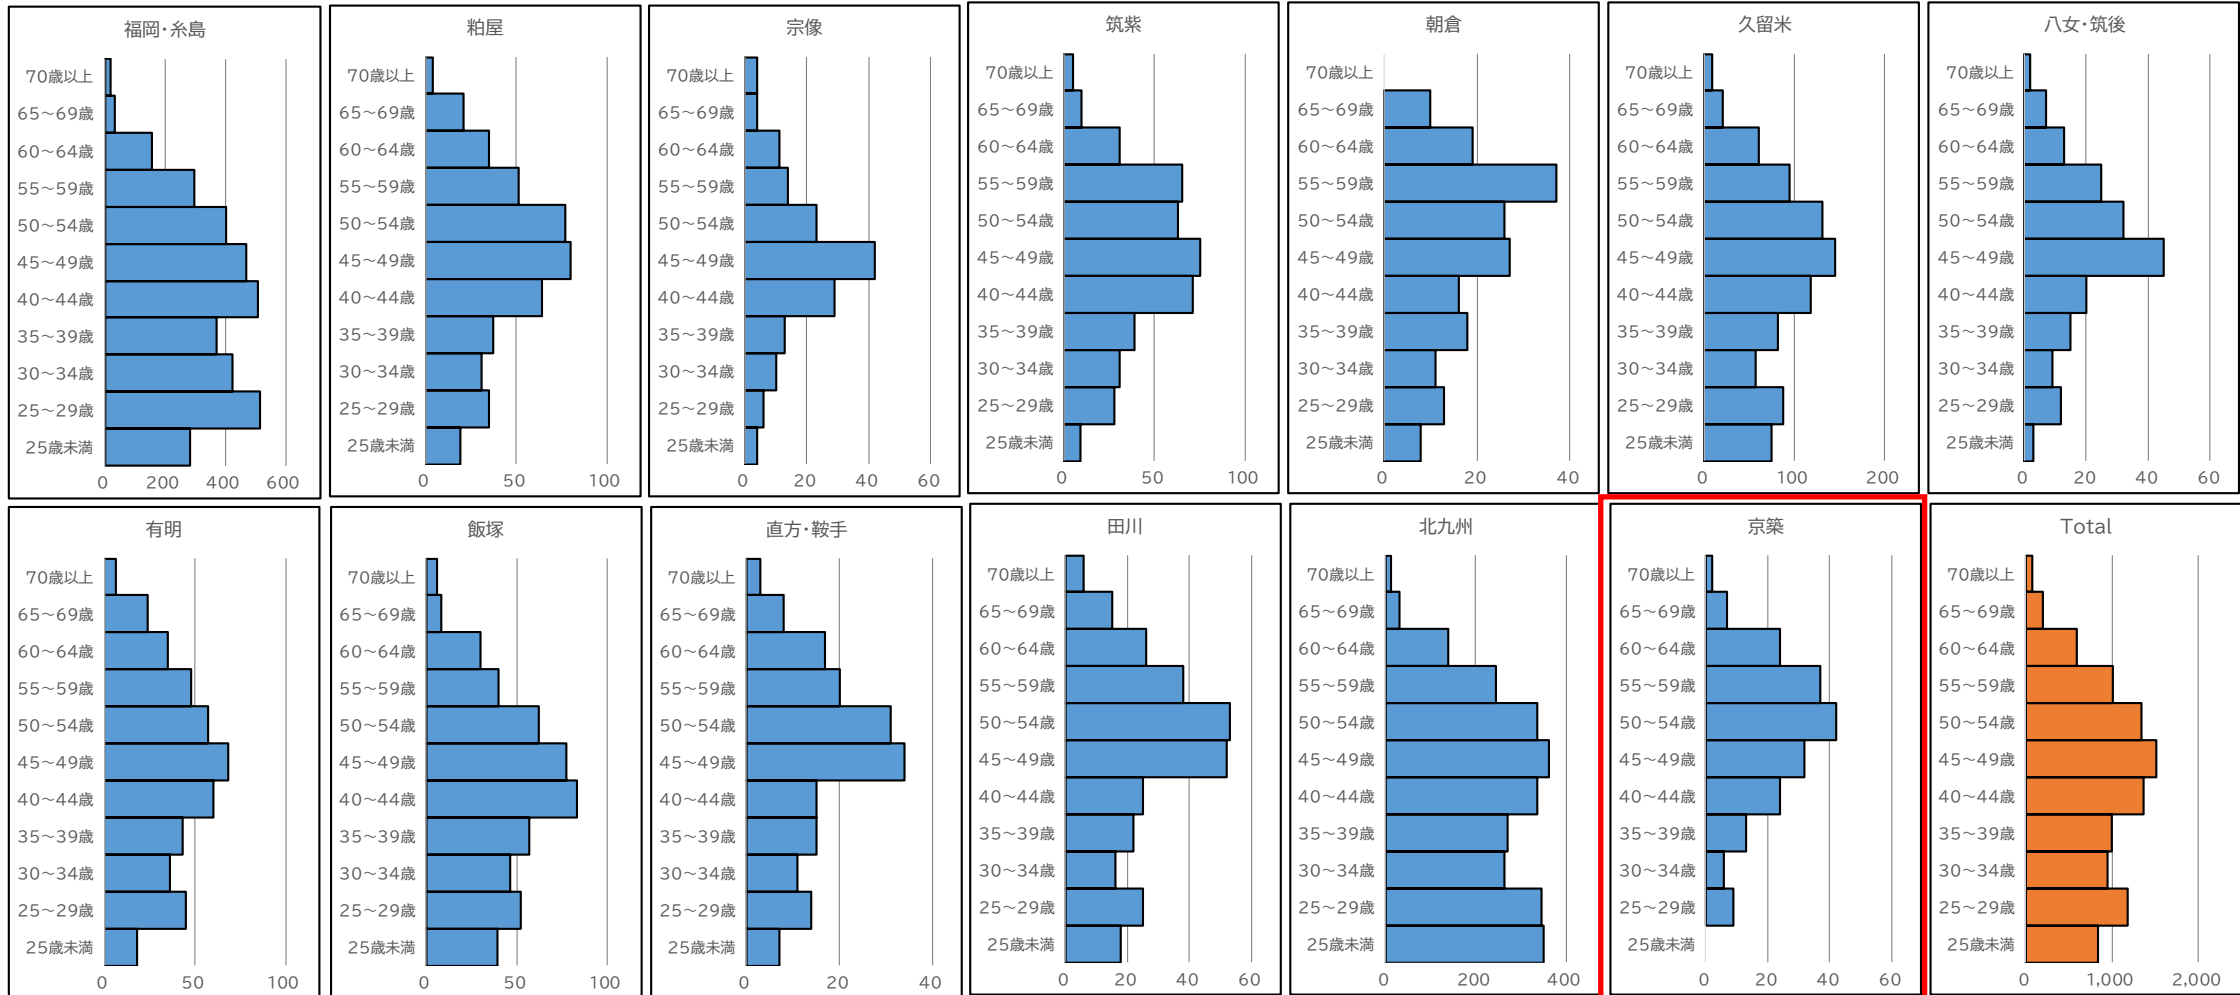 福岡･糸島
70歳以上
65～69歳
60～64歳
55～59歳
50～54歳
45～49歳
40～44歳
35～39歳
30～34歳
25～29歳
25歳未満
0 200 400 600
粕屋
70歳以上
65～69歳
60～64歳
55～59歳
50～54歳
45～49歳
40～44歳
35～39歳
30～34歳
25～29歳
25歳未満
0 50 100
宗像
70歳以上
65～69歳
60～64歳
55～59歳
50～54歳
45～49歳
40～44歳
35～39歳
30～34歳
25～29歳
25歳未満
0 20 40 60
筑紫
70歳以上
65～69歳
60～64歳
55～59歳
50～54歳
45～49歳
40～44歳
35～39歳
30～34歳
25～29歳
25歳未満
0 50 100
朝倉
70歳以上
65～69歳
60～64歳
55～59歳
50～54歳
45～49歳
40～44歳
35～39歳
30～34歳
25～29歳
25歳未満
0 20 40
久留米
70歳以上
65～69歳
60～64歳
55～59歳
50～54歳
45～49歳
40～44歳
35～39歳
30～34歳
25～29歳
25歳未満
0 100 200
八女･筑後
70歳以上
65～69歳
60～64歳
55～59歳
50～54歳
45～49歳
40～44歳
35～39歳
30～34歳
25～29歳
25歳未満
0 20 40 60
有明
70歳以上
65～69歳
60～64歳
55～59歳
50～54歳
45～49歳
40～44歳
35～39歳
30～34歳
25～29歳
25歳未満
0 50 100
飯塚
70歳以上
65～69歳
60～64歳
55～59歳
50～54歳
45～49歳
40～44歳
35～39歳
30～34歳
25～29歳
25歳未満
0 50 100
直方･鞍手
70歳以上
65～69歳
60～64歳
55～59歳
50～54歳
45～49歳
40～44歳
35～39歳
30～34歳
25～29歳
25歳未満
0 20 40
田川
70歳以上
65～69歳
60～64歳
55～59歳
50～54歳
45～49歳
40～44歳
35～39歳
30～34歳
25～29歳
25歳未満
0 20 40 60
北九州
70歳以上
65～69歳
60～64歳
55～59歳
50～54歳
45～49歳
40～44歳
35～39歳
30～34歳
25～29歳
25歳未満
0 200 400
京築
70歳以上
65～69歳
60～64歳
55～59歳
50～54歳
45～49歳
40～44歳
35～39歳
30～34歳
25～29歳
25歳未満
0 20 40 60
Total
70歳以上
65～69歳
60～64歳
55～59歳
50～54歳
45～49歳
40～44歳
35～39歳
30～34歳
25～29歳
25歳未満
0 1,000 2,000